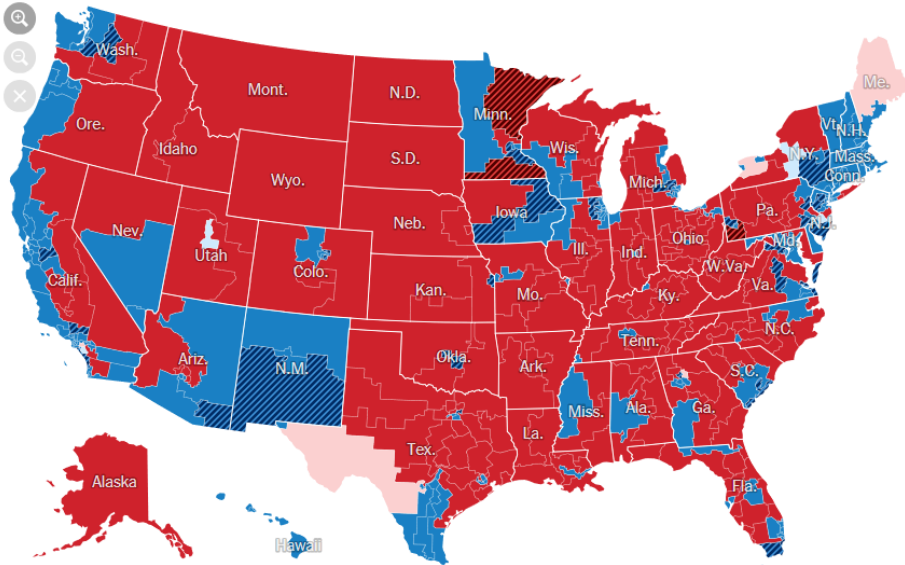 Wash.
Mont.
N.D.
Minn.
Me.
Ore.
Idaho
S.D.
Wis.
Vt.
N.H.
N.Y.
Mass.
Conn.
Wyo.
Mich.
Iowa
Neb.
Nev.
Utah
Colo.
Ill.
Ind.
Ohio
Pa.
N.J.
Md.
W.Va.
Va.
Calif.
Kan.
Mo.
Ky.
Ariz.
N.M.
Okla.
Ark.
Tenn.
N.C.
S.C.
Miss.
Ala.
Ga.
Tex.
La.
Fla.
Alaska
Hawaii